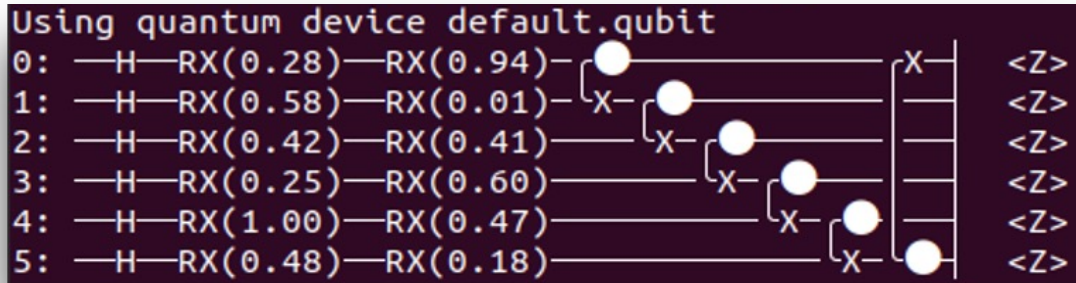 Using quantum device default.qubit
0: ──H──RX(0.28)──RX(0.94)─╭●──────────────╭X─┤ <Z>
1: ──H──RX(0.58)──RX(0.01)─╰X─╭●───────────│──┤ <Z>
2: ──H──RX(0.42)──RX(0.41)────╰X─╭●────────│──┤ <Z>
3: ──H──RX(0.25)──RX(0.60)───────╰X─╭●─────│──┤ <Z>
4: ──H──RX(1.00)──RX(0.47)──────────╰X─╭●──│──┤ <Z>
5: ──H──RX(0.48)──RX(0.18)─────────────╰X──╰●─┤ <Z>